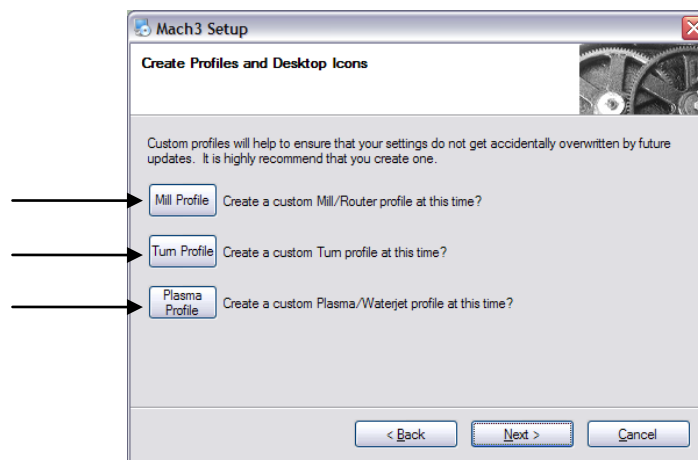 Mach3 Setup
Create Profiles and Desktop Icons
Custom profiles will help to ensure that your settings do not get accidentally overwritten by future
updates. It is highly recommended that you create one.
Mill Profile Create a custom Mill/Router profile at this time?
Turn Profile Create a custom Turn profile at this time?
Plasma
Profile Create a custom Plasma/Waterjet profile at this time?
< Back Next > Cancel